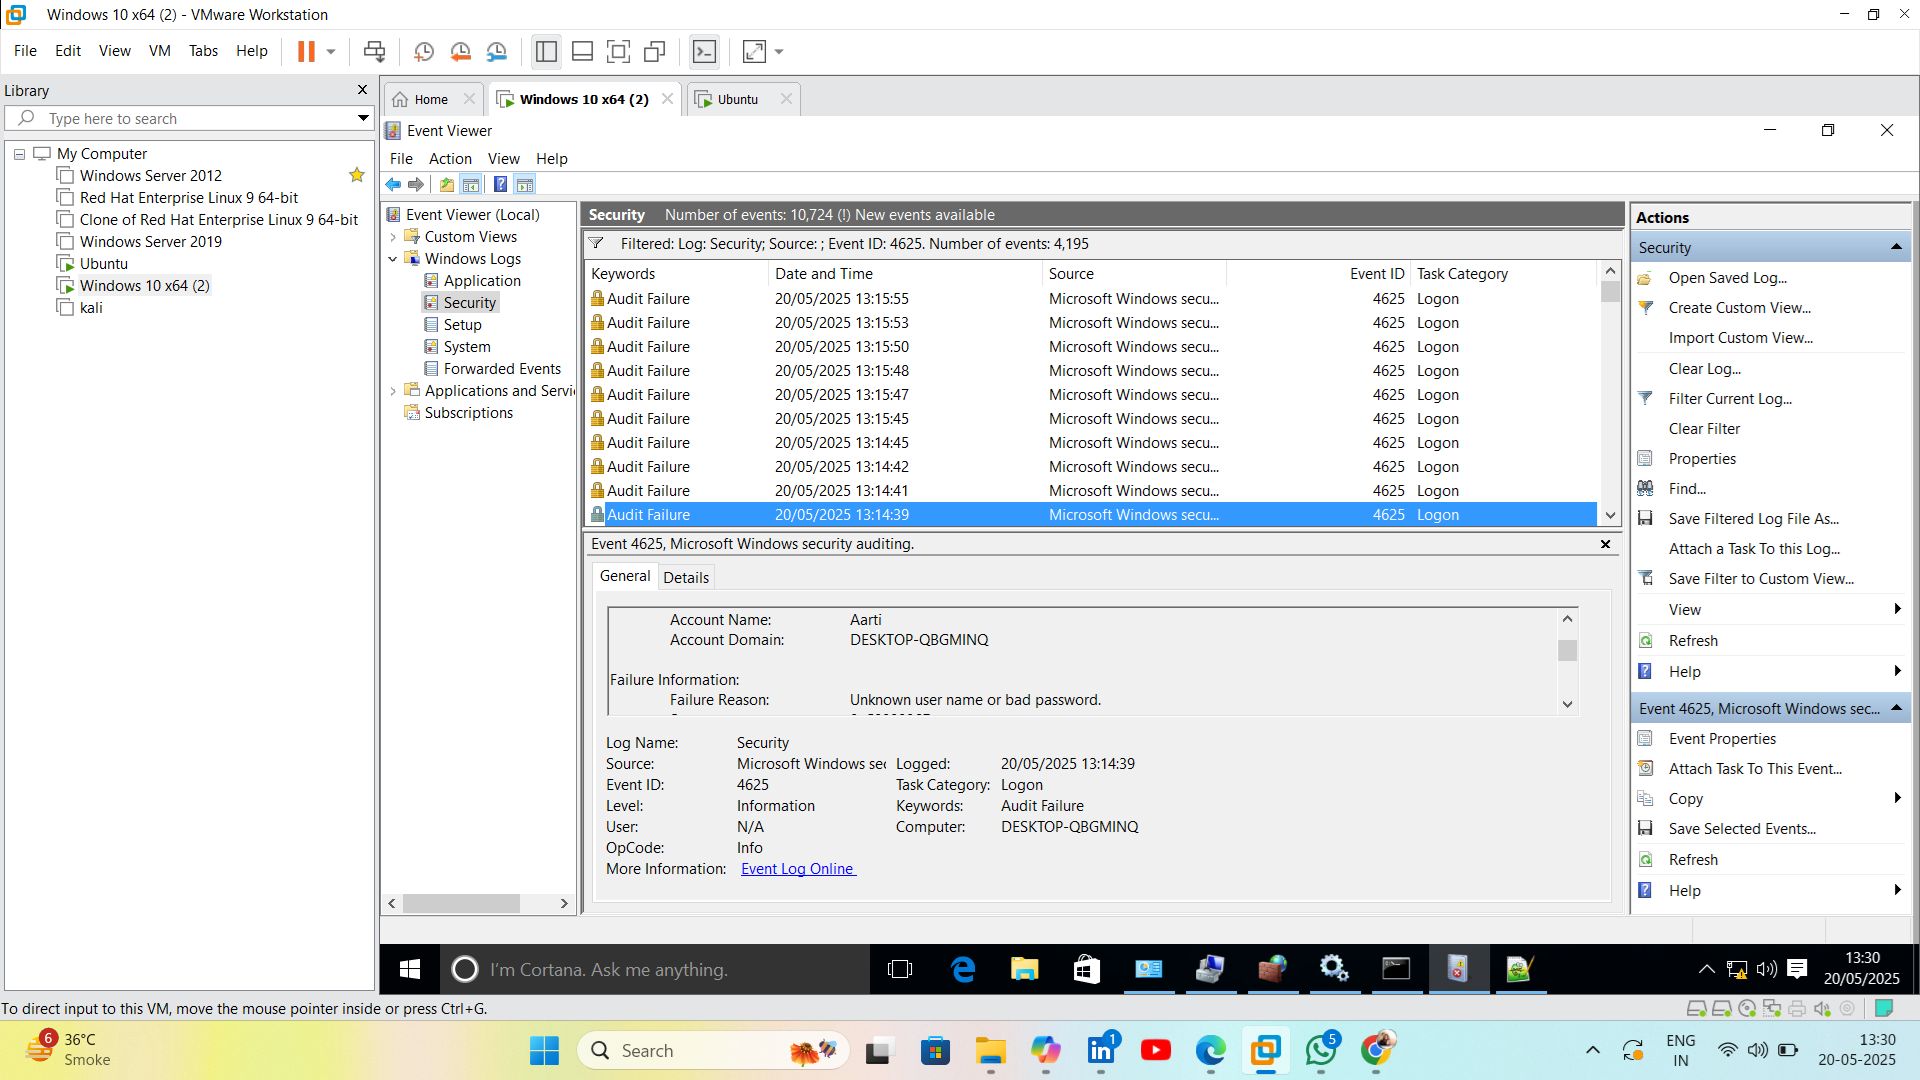 Windows 10 x64 (2) - VMware Workstation
File Edit View VM Tabs Help
Library
Type here to search
My Computer
Windows Server 2012
Red Hat Enterprise Linux 9 64-bit
Clone of Red Hat Enterprise Linux 9 64-bit
Windows Server 2019
Ubuntu
Windows 10 x64 (2)
kali
Home Windows 10 x64 (2) Ubuntu
Event Viewer
File Action View Help
Event Viewer (Local)
Custom Views
Windows Logs
Application
Security
Setup
System
Forwarded Events
Applications and Servi
Subscriptions
Security Number of events: 10,724 (!) New events available
Filtered: Log: Security; Source: ; Event ID: 4625. Number of events: 4,195
Keywords Date and Time Source Event ID Task Category
Audit Failure 20/05/2025 13:15:55 Microsoft Windows secu... 4625 Logon
Audit Failure 20/05/2025 13:15:53 Microsoft Windows secu... 4625 Logon
Audit Failure 20/05/2025 13:15:50 Microsoft Windows secu... 4625 Logon
Audit Failure 20/05/2025 13:15:48 Microsoft Windows secu... 4625 Logon
Audit Failure 20/05/2025 13:15:47 Microsoft Windows secu... 4625 Logon
Audit Failure 20/05/2025 13:15:45 Microsoft Windows secu... 4625 Logon
Audit Failure 20/05/2025 13:14:45 Microsoft Windows secu... 4625 Logon
Audit Failure 20/05/2025 13:14:42 Microsoft Windows secu... 4625 Logon
Audit Failure 20/05/2025 13:14:41 Microsoft Windows secu... 4625 Logon
Audit Failure 20/05/2025 13:14:39 Microsoft Windows secu... 4625 Logon
Event 4625, Microsoft Windows security auditing.
General Details
Account Name: Aarti
Account Domain: DESKTOP-QBGMINQ
Failure Information:
Failure Reason: Unknown user name or bad password.
Log Name: Security
Source: Microsoft Windows sec Logged: 20/05/2025 13:14:39
Event ID: 4625 Task Category: Logon
Level: Information Keywords: Audit Failure
User: N/A Computer: DESKTOP-QBGMINQ
OpCode: Info
More Information: Event Log Online
Actions
Security
Open Saved Log...
Create Custom View...
Import Custom View...
Clear Log...
Filter Current Log...
Clear Filter
Properties
Find...
Save Filtered Log File As...
Attach a Task To this Log...
Save Filter to Custom View...
View
Refresh
Help
Event 4625, Microsoft Windows sec...
Event Properties
Attach Task To This Event...
Copy
Save Selected Events...
Refresh
Help
I'm Cortana. Ask me anything.
13:30
20/05/2025
To direct input to this VM, move the mouse pointer inside or press Ctrl+G.
6
36°C
Smoke
Search
1
5
ENG
IN
13:30
20-05-2025